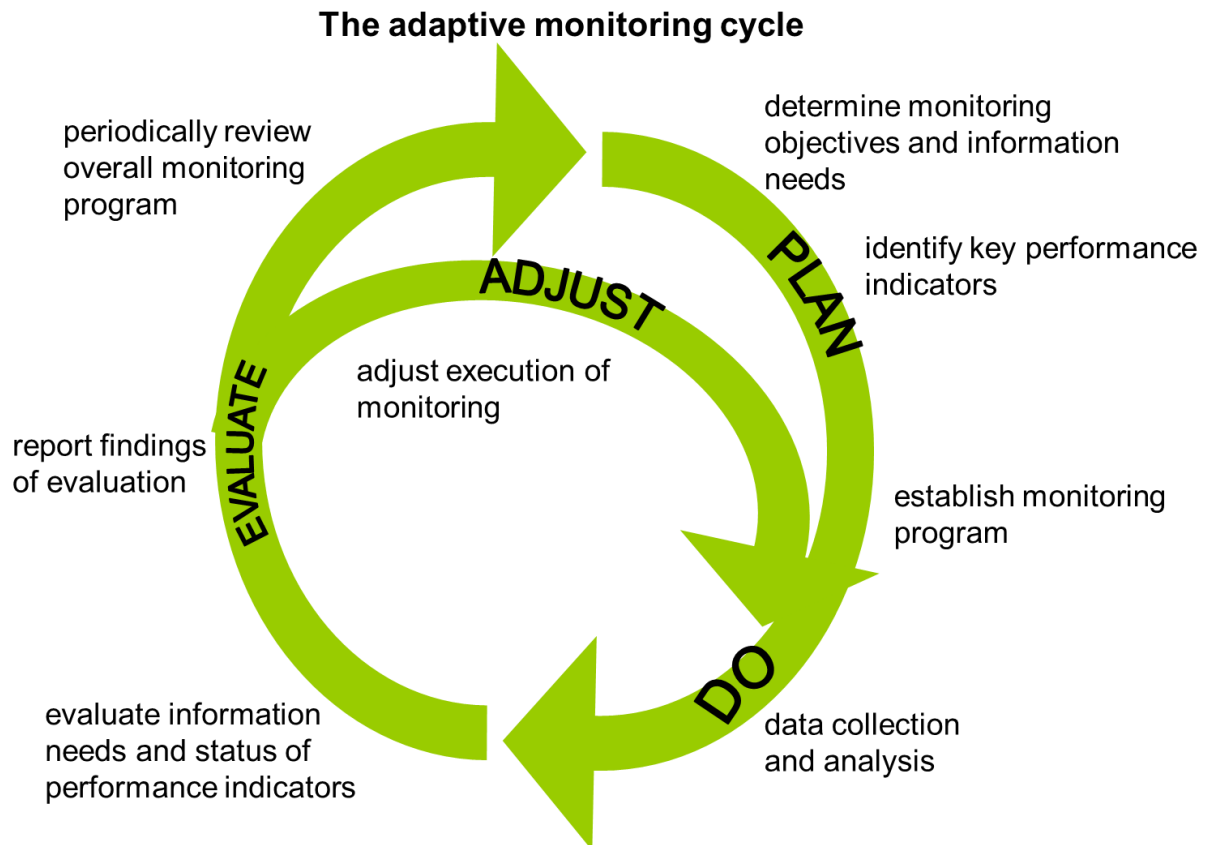 The adaptive monitoring cycle
determine monitoring
objectives and information
needs
PLAN
identify key performance
indicators
establish monitoring
program
DO
data collection
and analysis
evaluate information
needs and status of
performance indicators
EVALUATE
report findings
of evaluation
periodically review
overall monitoring
program
ADJUST
adjust execution of
monitoring